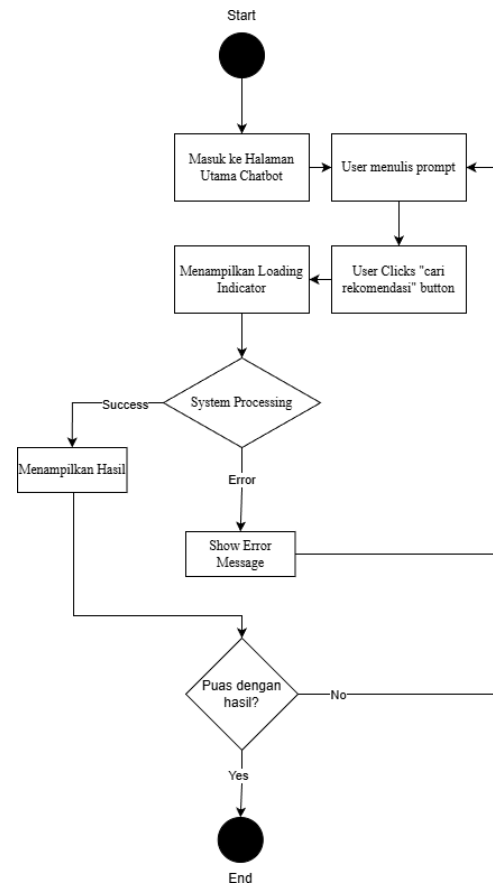 Start
Masuk ke Halaman
Utama Chatbot
User menulis prompt
Menampilkan Loading
Indicator
User Clicks "cari
rekomendasi" button
System Processing
Success
Menampilkan Hasil
Error
Show Error
Message
Puas dengan
hasil?
No
Yes
End